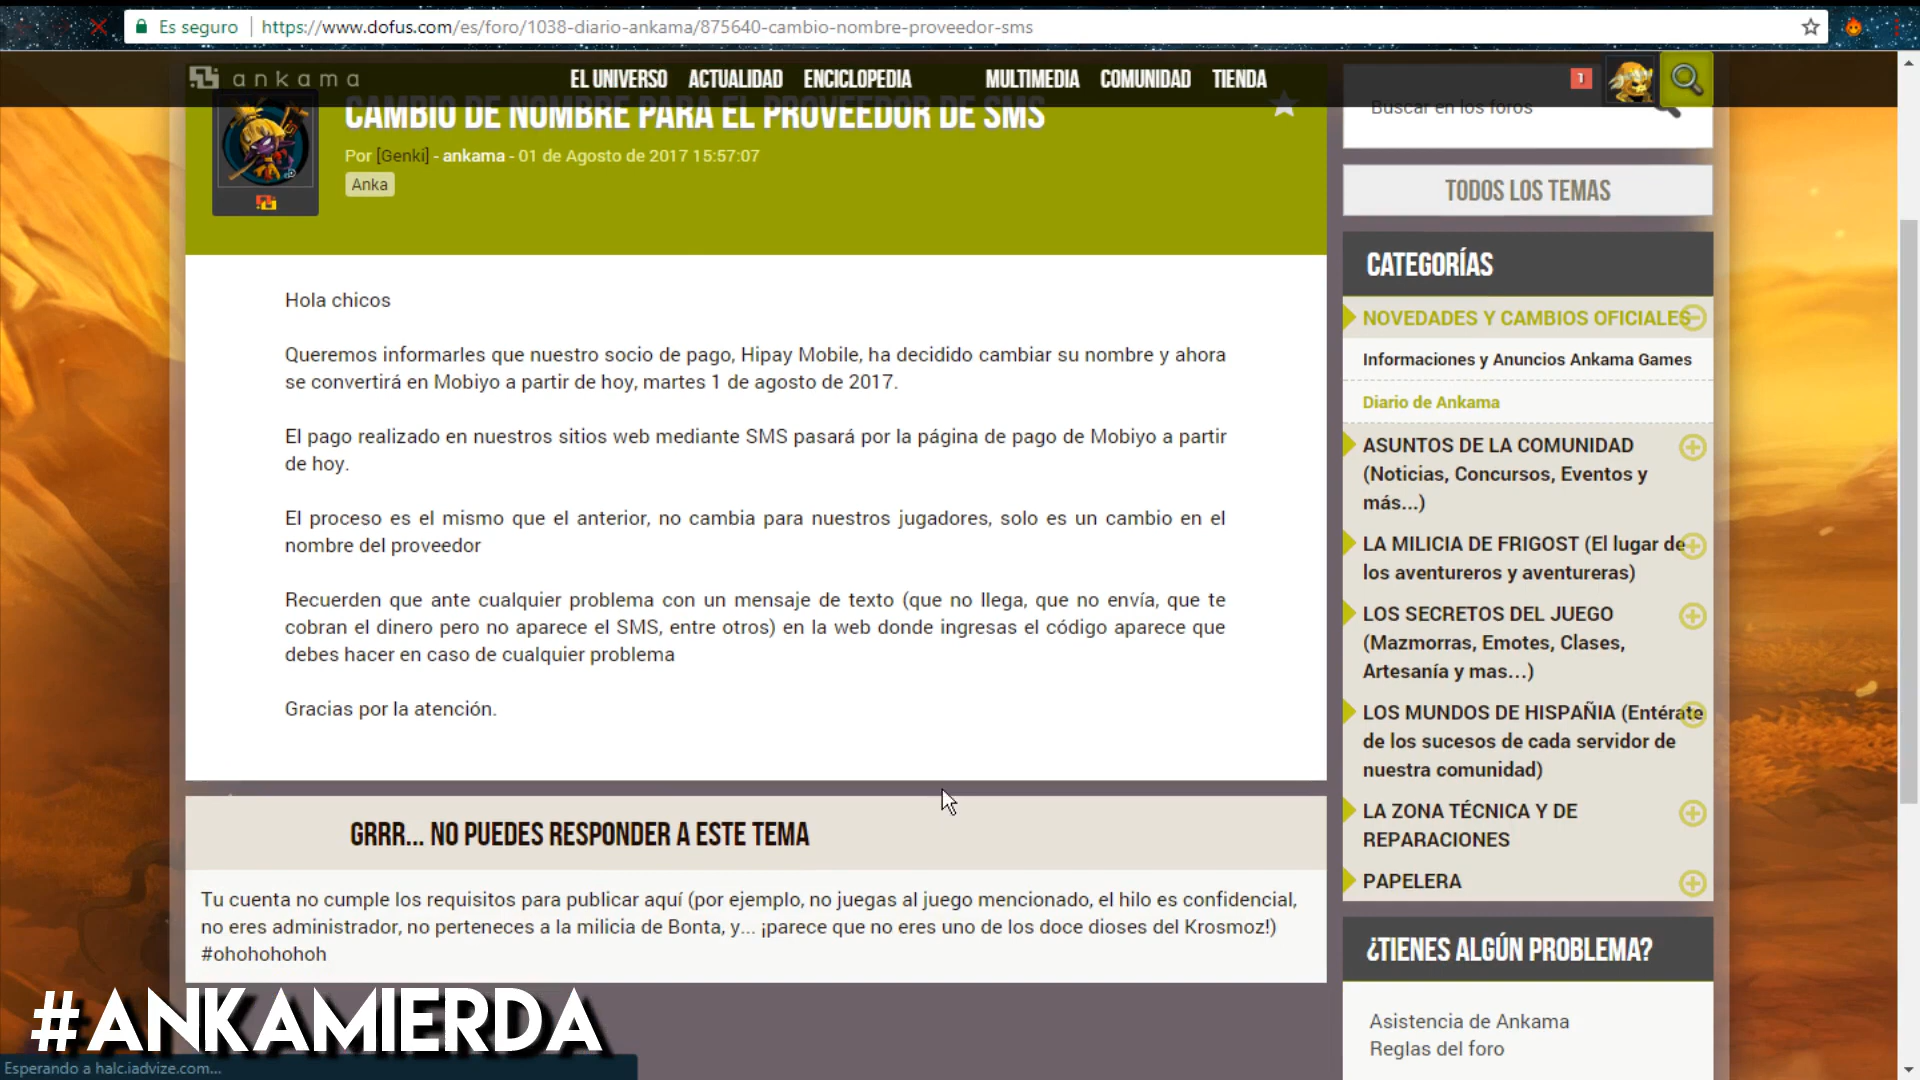 Es seguro https://www.dofus.com/es/foro/1038-diario-ankama/875640-cambio-nombre-proveedor-sms
ankama EL UNIVERSO ACTUALIDAD ENCICLOPEDIA MULTIMEDIA COMUNIDAD TIENDA 1
CAMBIO DE NOMBRE PARA EL PROVEEDOR DE SMS
Por [Genki] - ankama - 01 de Agosto de 2017 15:57:07
Anka
Hola chicos
Queremos informarles que nuestro socio de pago, Hipay Mobile, ha decidido cambiar su nombre y ahora
se convertirá en Mobiyo a partir de hoy, martes 1 de agosto de 2017.
El pago realizado en nuestros sitios web mediante SMS pasará por la página de pago de Mobiyo a partir
de hoy.
El proceso es el mismo que el anterior, no cambia para nuestros jugadores, solo es un cambio en el
nombre del proveedor
Recuerden que ante cualquier problema con un mensaje de texto (que no llega, que no envía, que te
cobran el dinero pero no aparece el SMS, entre otros) en la web donde ingresas el código aparece que
debes hacer en caso de cualquier problema
Gracias por la atención.
GRRR... NO PUEDES RESPONDER A ESTE TEMA
Tu cuenta no cumple los requisitos para publicar aquí (por ejemplo, no juegas al juego mencionado, el hilo es confidencial,
no eres administrador, no perteneces a la milicia de Bonta, y... ¡parece que no eres uno de los doce dioses del Krosmoz!)
#ohohohohoh
Buscar en los foros
TODOS LOS TEMAS
CATEGORÍAS
NOVEDADES Y CAMBIOS OFICIALES
Informaciones y Anuncios Ankama Games
Diario de Ankama
ASUNTOS DE LA COMUNIDAD
(Noticias, Concursos, Eventos y
más...)
LA MILICIA DE FRIGOST (El lugar de
los aventureros y aventureras)
LOS SECRETOS DEL JUEGO
(Mazmorras, Emotes, Clases,
Artesanía y mas...)
LOS MUNDOS DE HISPAÑIA (Entérate
de los sucesos de cada servidor de
nuestra comunidad)
LA ZONA TÉCNICA Y DE
REPARACIONES
PAPELERA
¿TIENES ALGÚN PROBLEMA?
Asistencia de Ankama
Reglas del foro
#ANKAMIERDA
Esperando a halc.iadvize.com...